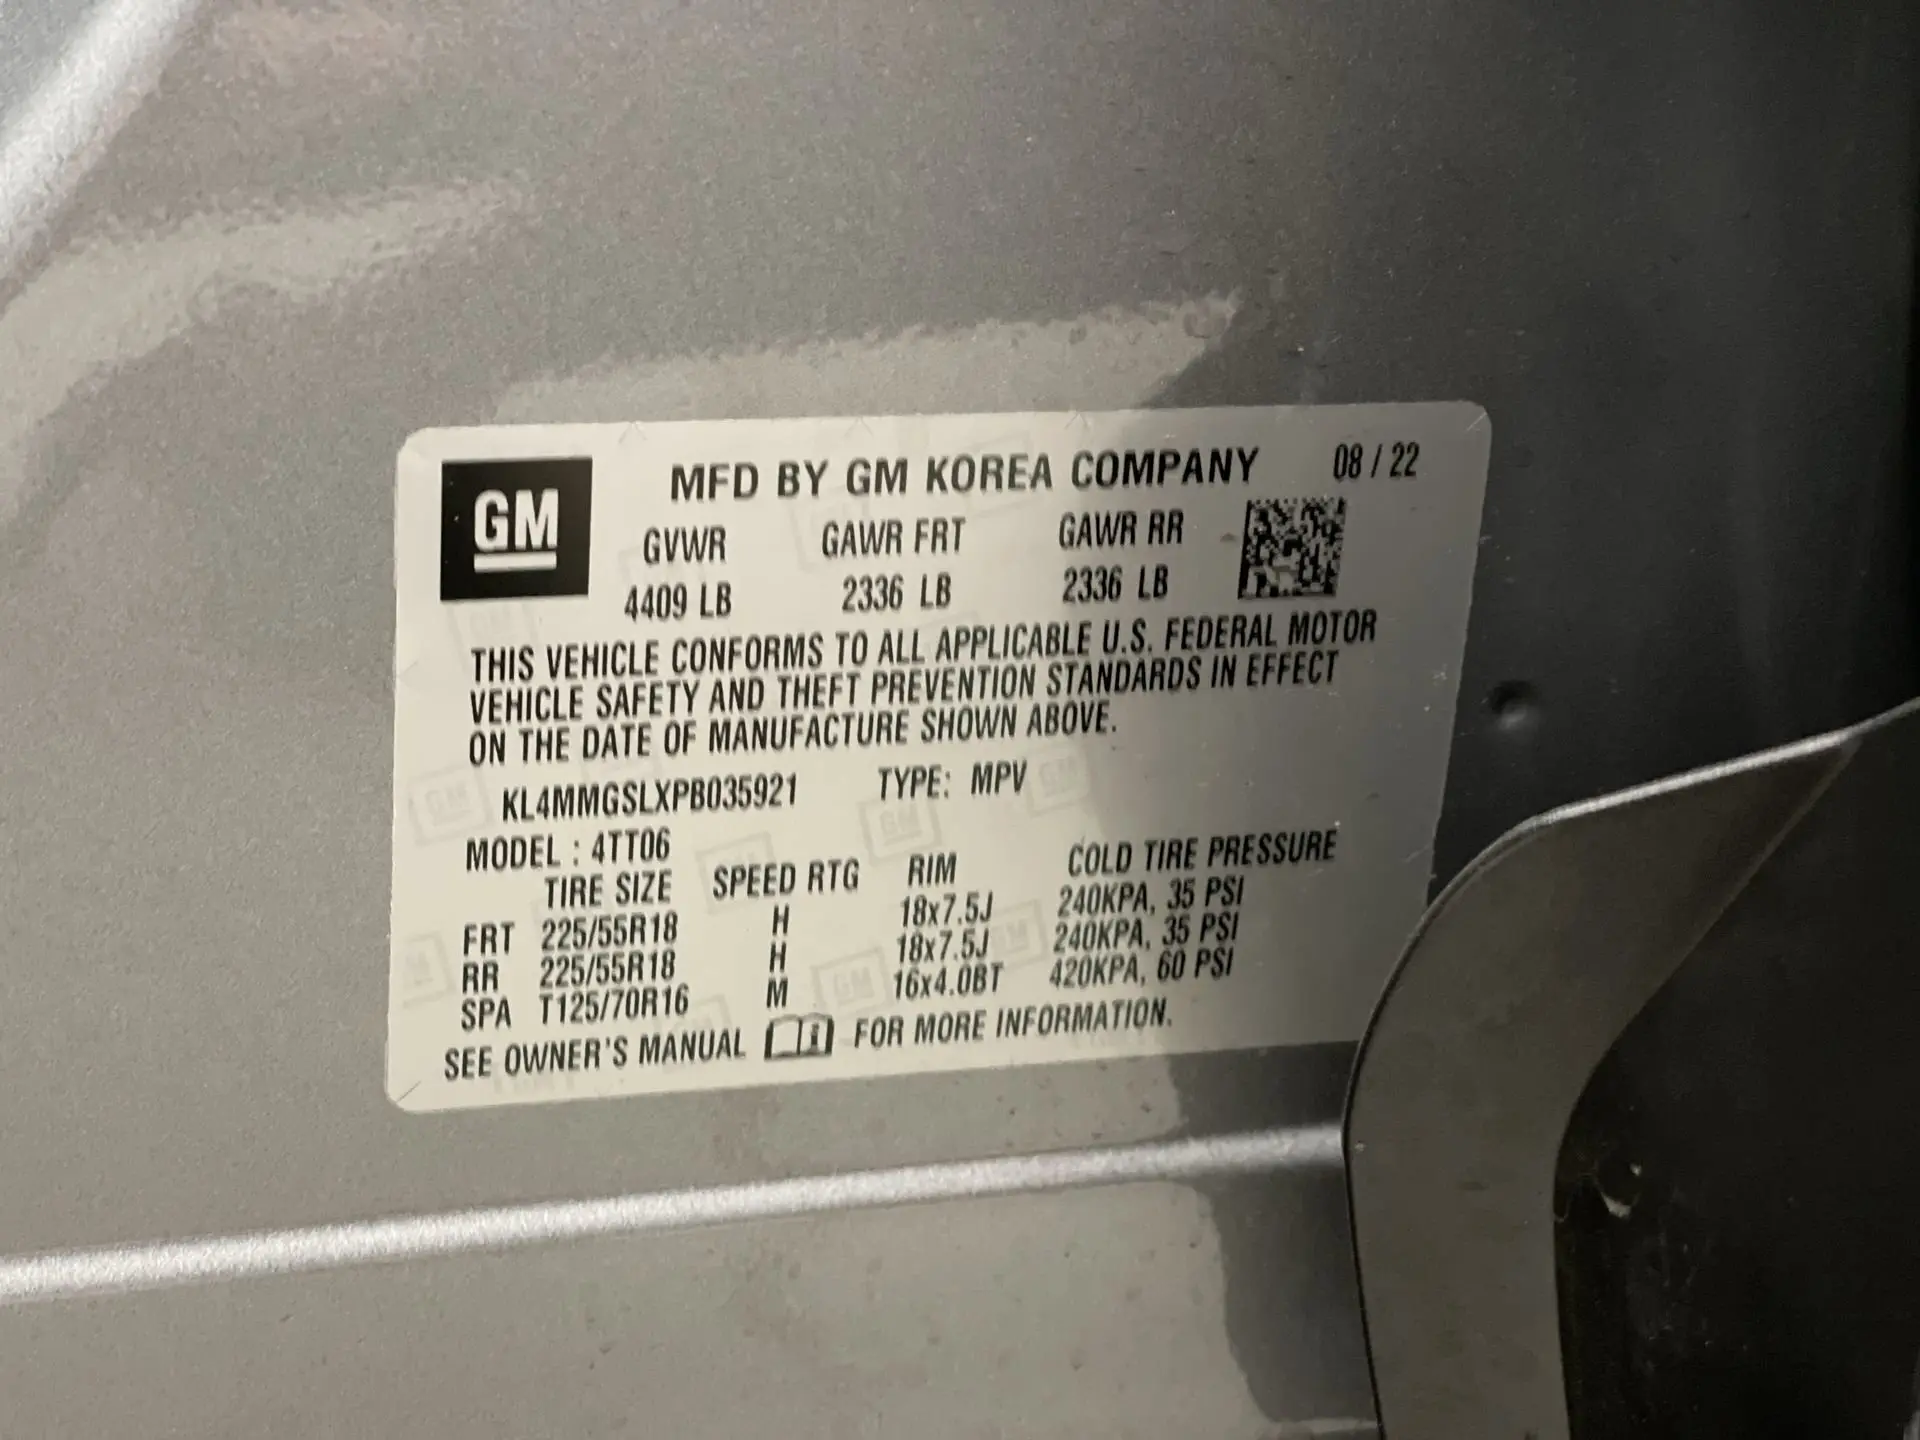 GM
MFD BY GM KOREA COMPANY 08 / 22
GVWR GAWR FRT GAWR RR
4409 LB 2336 LB 2336 LB
THIS VEHICLE CONFORMS TO ALL APPLICABLE U.S. FEDERAL MOTOR
VEHICLE SAFETY AND THEFT PREVENTION STANDARDS IN EFFECT
ON THE DATE OF MANUFACTURE SHOWN ABOVE.
KL4MMGSLXPB035921 TYPE: MPV
MODEL : 4TT06
TIRE SIZE SPEED RTG RIM COLD TIRE PRESSURE
FRT 225/55R18 H 18x7.5J 240KPA, 35 PSI
RR 225/55R18 H 18x7.5J 240KPA, 35 PSI
SPA T125/70R16 M 16x4.0BT 420KPA, 60 PSI
SEE OWNER'S MANUAL FOR MORE INFORMATION.